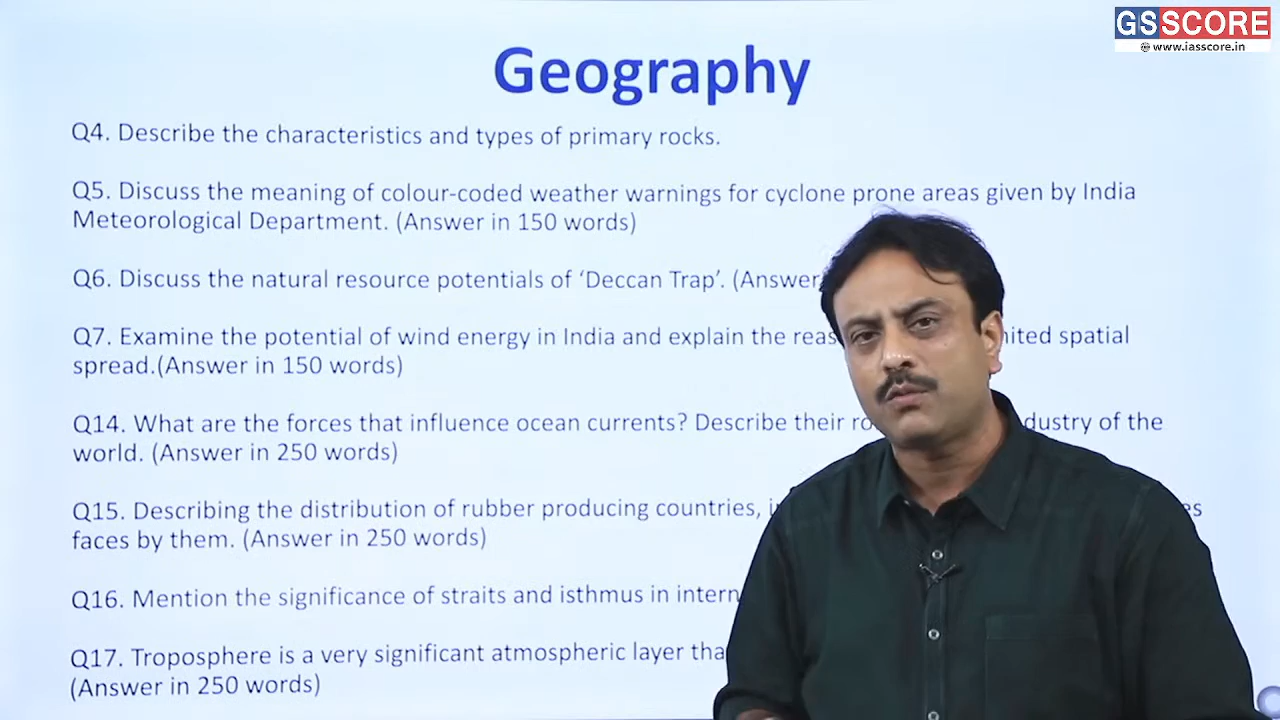 GSSCORE
www.iasscore.in
Geography
Q4. Describe the characteristics and types of primary rocks.
Q5. Discuss the meaning of colour-coded weather warnings for cyclone prone areas given by India
Meteorological Department. (Answer in 150 words)
Q6. Discuss the natural resource potentials of ‘Deccan Trap’. (Answer
Q7. Examine the potential of wind energy in India and explain the spatial
spread.(Answer in 150 words)
Q14. What are the forces that influence ocean currents? Describe their of the
world. (Answer in 250 words)
Q15. Describing the distribution of rubber producing countries,
faces by them. (Answer in 250 words)
Q16. Mention the significance of straits and isthmus in
Q17. Troposphere is a very significant atmospheric layer
(Answer in 250 words)